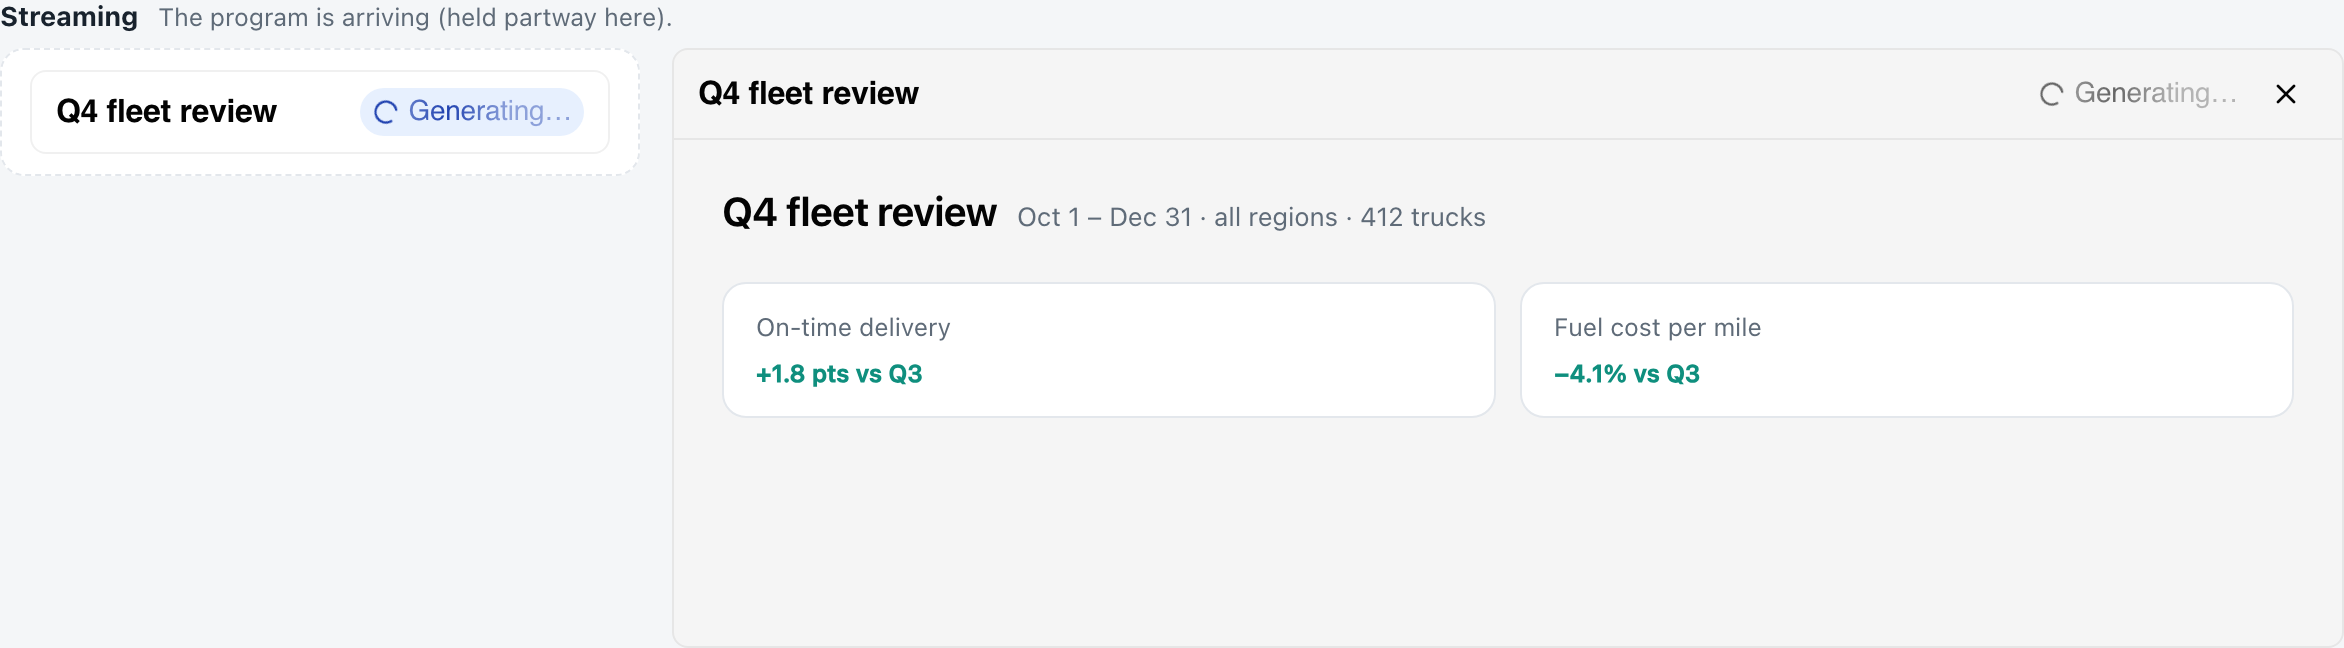 Streaming The program is arriving (held partway here).
Q4 fleet review Generating...
Q4 fleet review Generating...
Q4 fleet review Oct 1 – Dec 31 · all regions · 412 trucks
On-time delivery
+1.8 pts vs Q3
Fuel cost per mile
−4.1% vs Q3